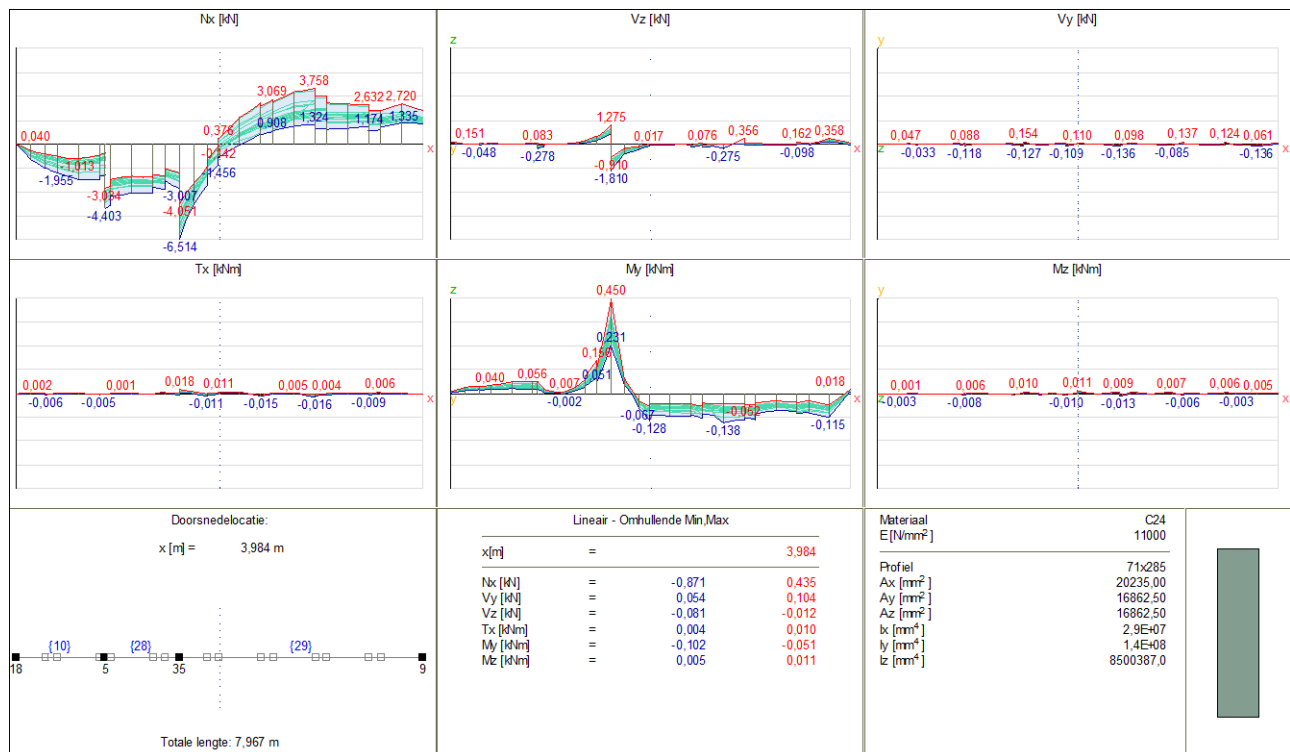 Nx [kN]
0,040
-1,013
-1,955
-3,034
-4,403
-3,007
-4,051
-6,514
0,376
-0,142
-1,456
3,069
0,908
3,758
1,324
2,632
1,174
2,720
1,335
x
Vz [kN]
z
y
0,151
-0,048
0,083
-0,278
1,275
-0,910
-1,810
0,017
0,076
-0,275
0,356
0,162
-0,098
0,358
x
Vy [kN]
y
z
0,047
-0,033
0,088
-0,118
0,154
-0,127
0,110
-0,109
0,098
-0,136
0,137
-0,085
0,124
0,061
-0,136
x
Tx [kNm]
0,002
-0,006
0,001
-0,005
0,018
0,011
-0,011
0,005
-0,015
0,004
-0,016
0,006
-0,009
x
My [kNm]
z
y
0,040
0,056
0,007
-0,002
0,051
0,450
0,231
-0,067
-0,128
-0,052
-0,138
0,018
-0,115
x
Mz [kNm]
y
z
0,001
-0,003
0,006
-0,008
0,010
0,011
-0,010
0,009
-0,013
0,007
-0,006
0,006
-0,003
0,005
x
Doorsnedelocatie:
x [m] = 3,984 m
{10} {28} {29}
18 5 35 9
Totale lengte: 7,967 m
Lineair - Omhullende Min,Max
x[m] = 3,984
Nx [kN] = -0,871 0,435
Vy [kN] = 0,054 0,104
Vz [kN] = -0,081 -0,012
Tx [kNm] = 0,004 0,010
My [kNm] = -0,102 -0,051
Mz [kNm] = 0,005 0,011
Materiaal C24
E [N/mm²] 11000
Profiel 71x285
Ax [mm²] 20235,00
Ay [mm²] 16862,50
Az [mm²] 16862,50
Ix [mm⁴] 2,9E+07
Iy [mm⁴] 1,4E+08
Iz [mm⁴] 8500387,0